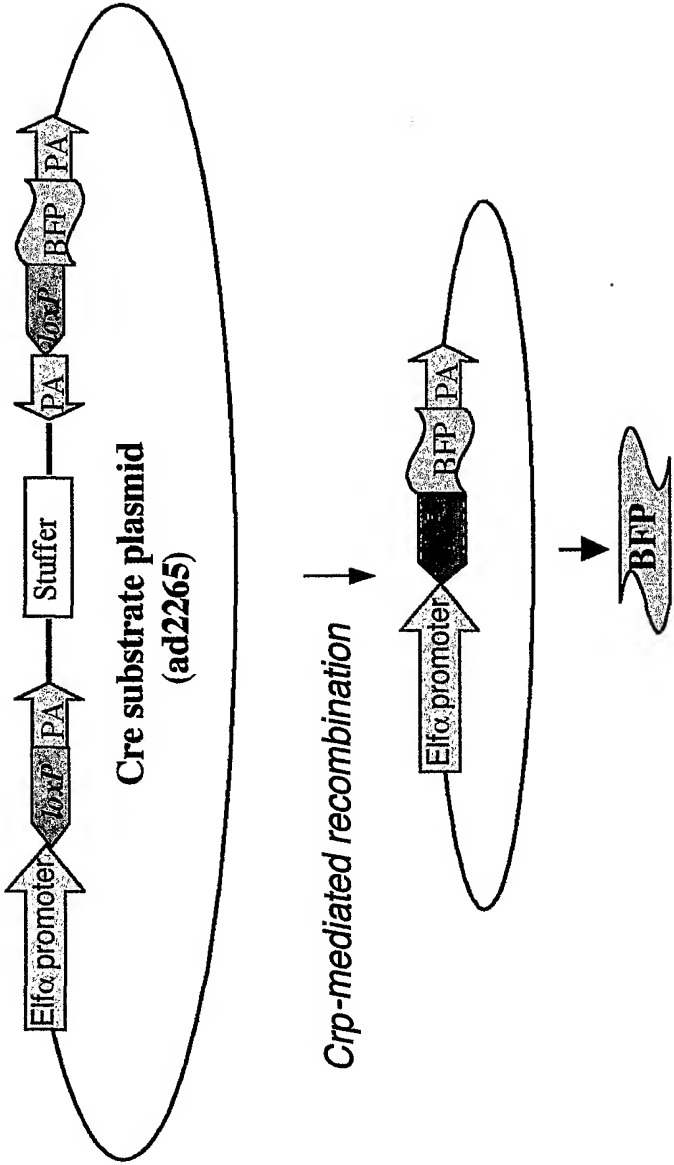 Elfα promoter
loxP
PA
Stuffer
PA
loxP
BFP
PA
Cre substrate plasmid
(ad2265)
Crp-mediated recombination
Elfα promoter
BFP
PA
BFP